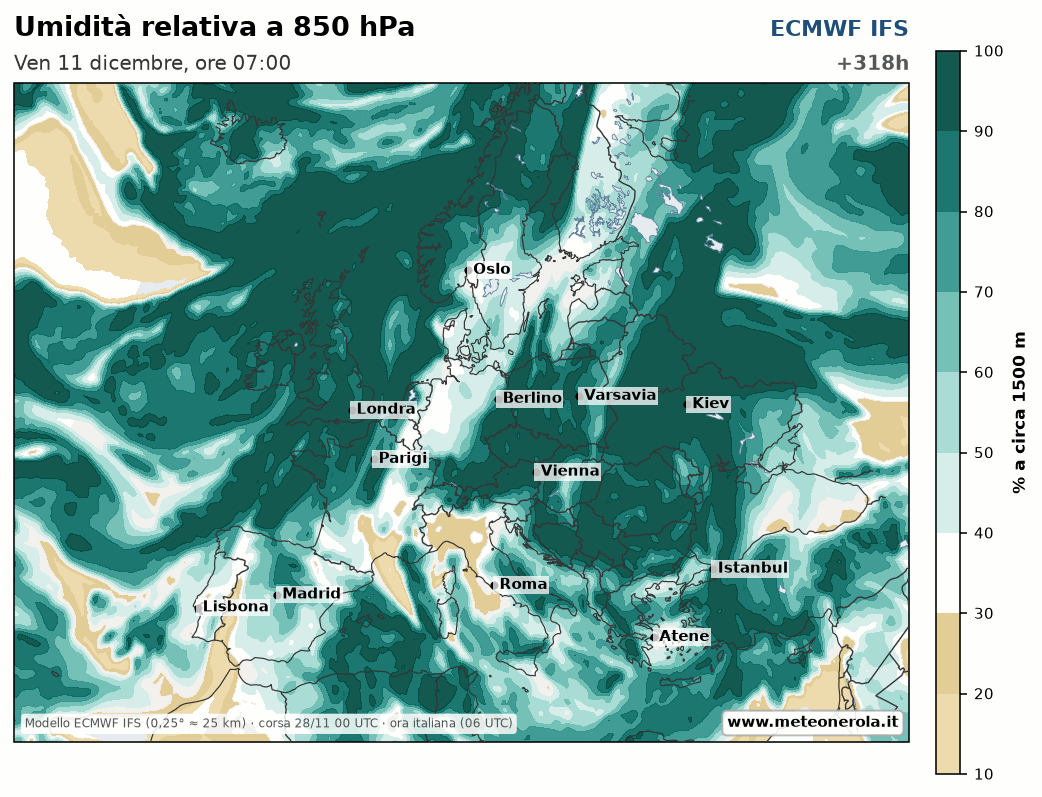 Umidità relativa a 850 hPa
ECMWF IFS
Ven 11 dicembre, ore 07:00
+318h
100
90
80
70
60
50
40
30
20
10
% a circa 1500 m
Oslo
Berlino
Varsavia
Kiev
Londra
Parigi
Vienna
Istanbul
Roma
Madrid
Lisbona
Atene
Modello ECMWF IFS (0,25° ≈ 25 km) · corsa 28/11 00 UTC · ora italiana (06 UTC)
www.meteonerola.it